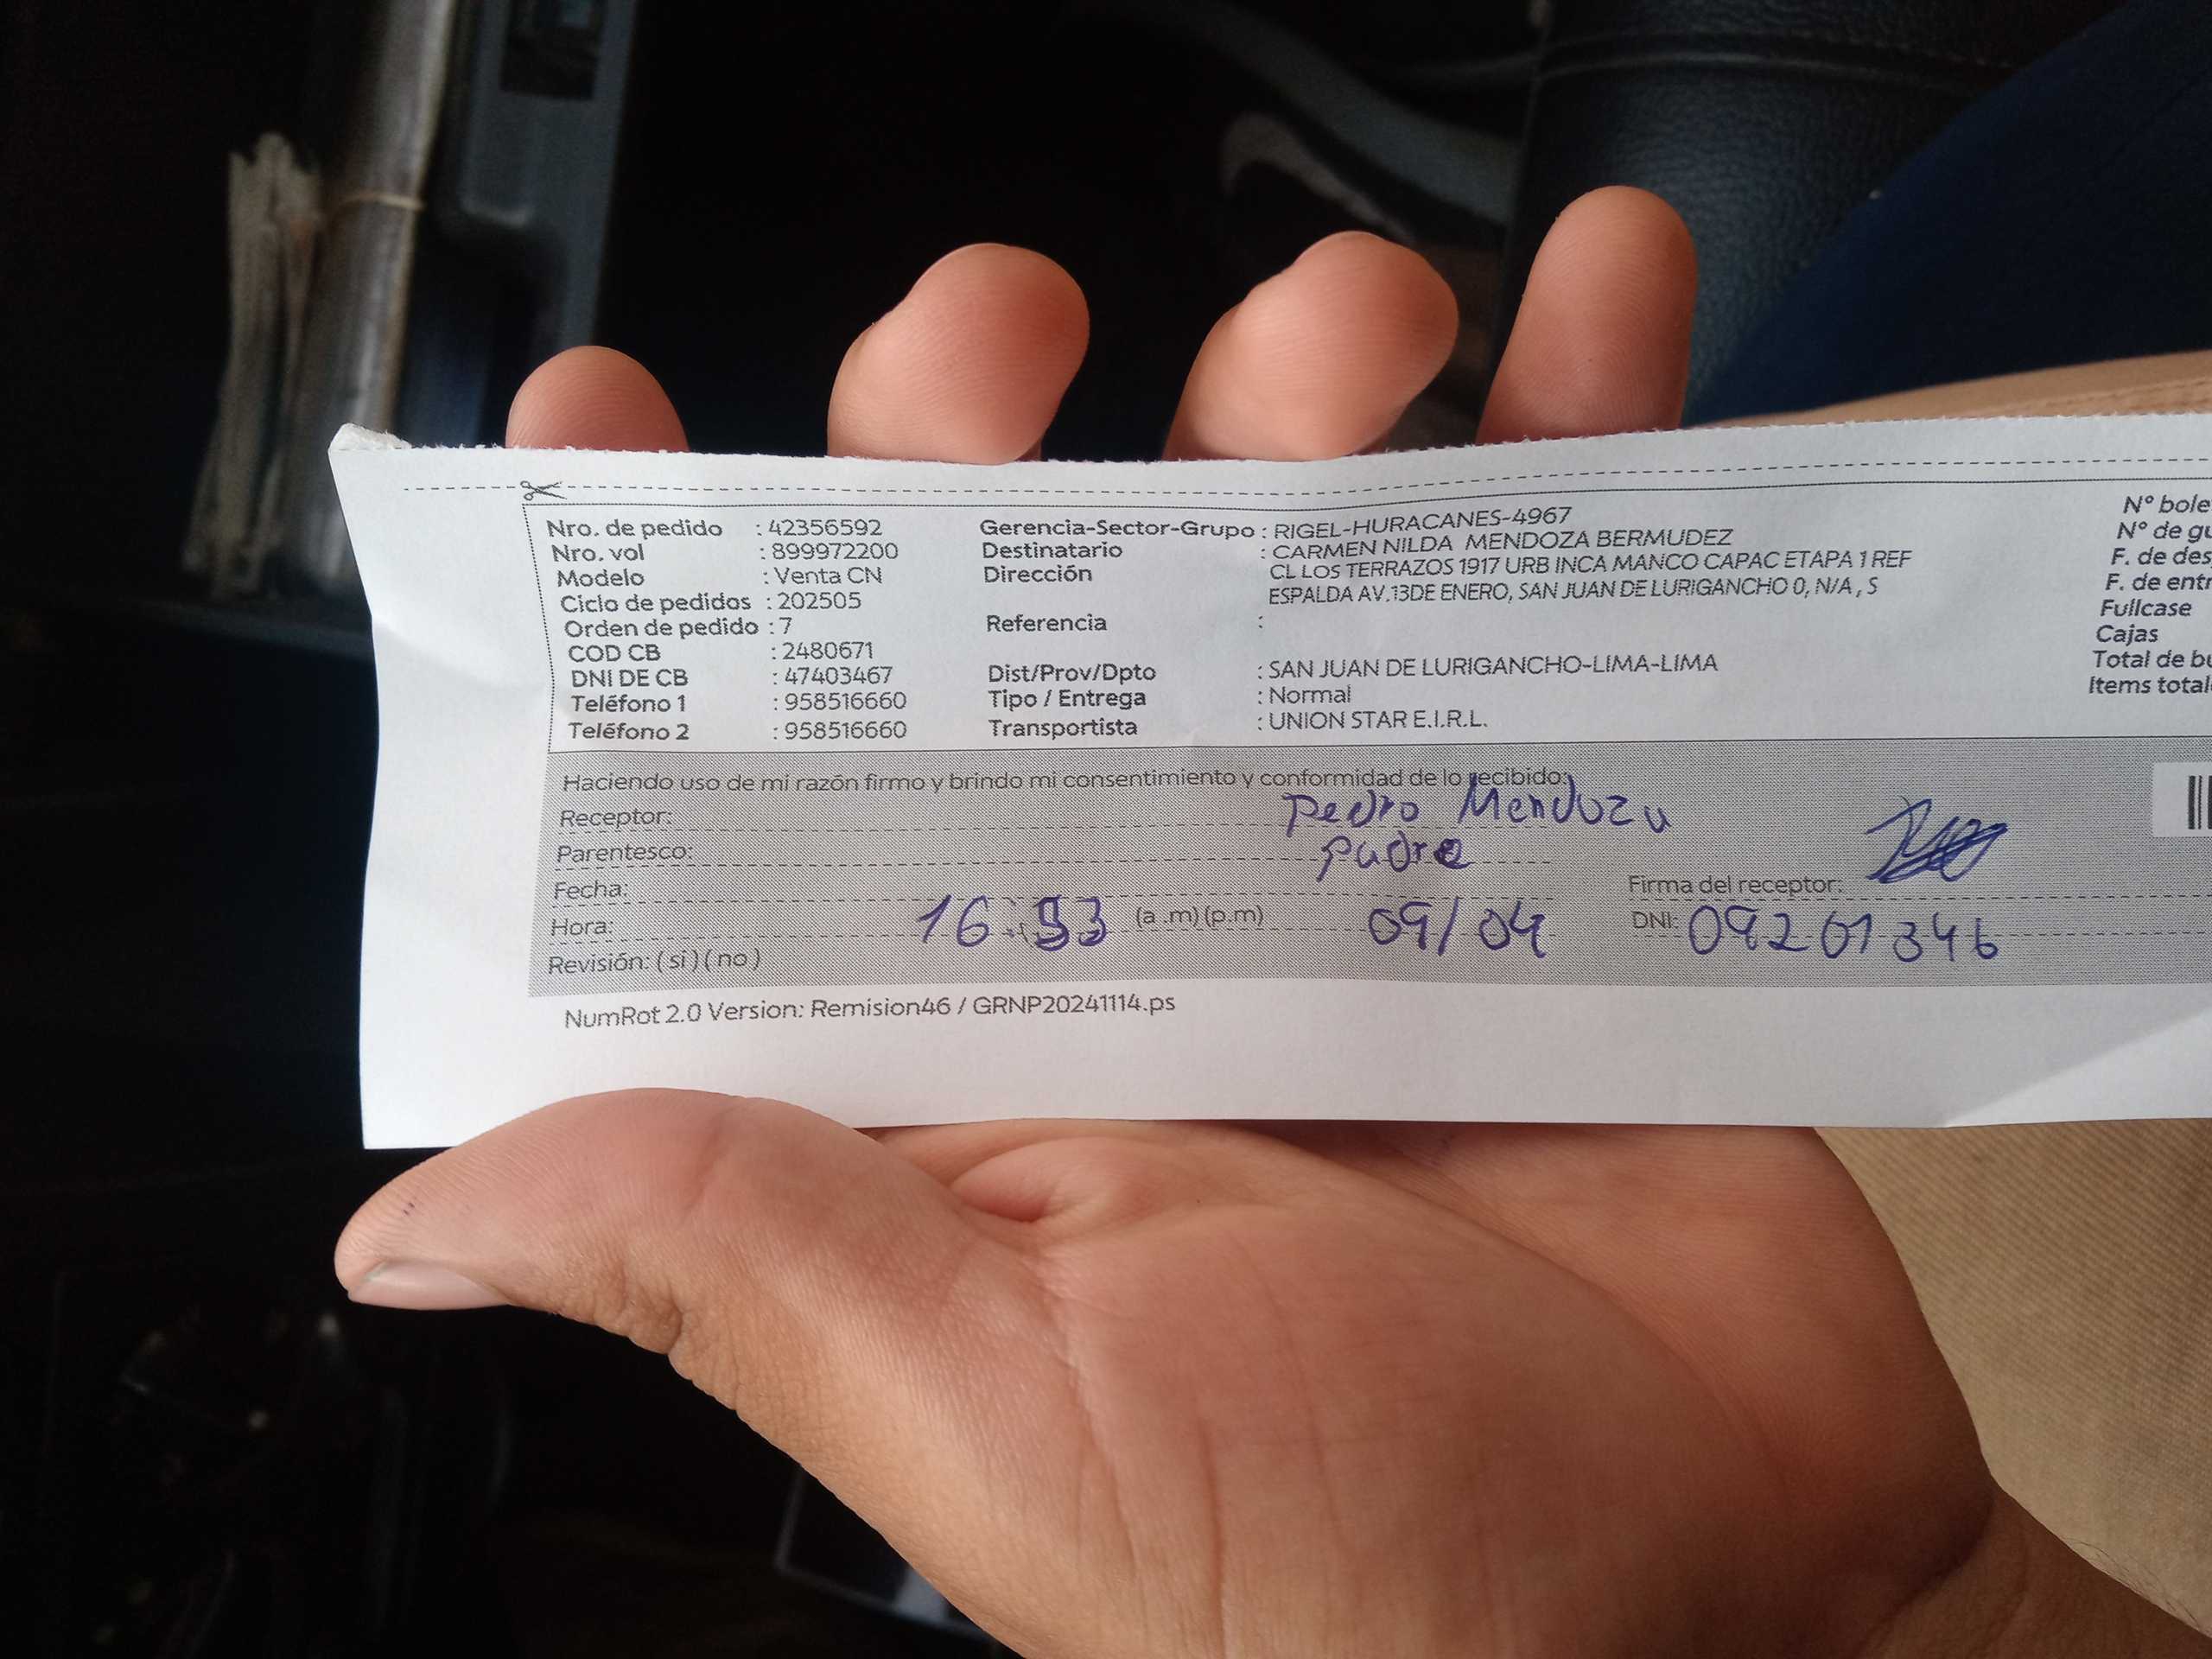 Nro. de pedido : 42356592
Nro. vol : 899972200
Modelo : Venta CN
Ciclo de pedidos : 202505
Orden de pedido : 7
COD CB : 2480671
DNI DE CB : 47403467
Teléfono 1 : 958516660
Teléfono 2 : 958516660
Gerencia-Sector-Grupo : RIGEL-HURACANES-4967
Destinatario : CARMEN NILDA MENDOZA BERMUDEZ
Dirección CL LOS TERRAZOS 1917 URB INCA MANCO CAPAC ETAPA 1 REF
ESPALDA AV.13DE ENERO, SAN JUAN DE LURIGANCHO 0, N/A , S
Referencia :
Dist/Prov/Dpto : SAN JUAN DE LURIGANCHO-LIMA-LIMA
Tipo / Entrega : Normal
Transportista : UNION STAR E.I.R.L.
N° bole
N° de gu
F. de des
F. de entr
Fullcase
Cajas
Total de bu
Items total
Haciendo uso de mi razón firmo y brindo mi consentimiento y conformidad de lo recibido:
Receptor: Pedro Mendoza
Parentesco: padre
Fecha:
Firma del receptor:
Hora: 16:53 (a .m) (p.m) 09/04 DNI: 09201346
Revisión: ( si ) ( no )
NumRot 2.0 Version: Remision46 / GRNP20241114.ps